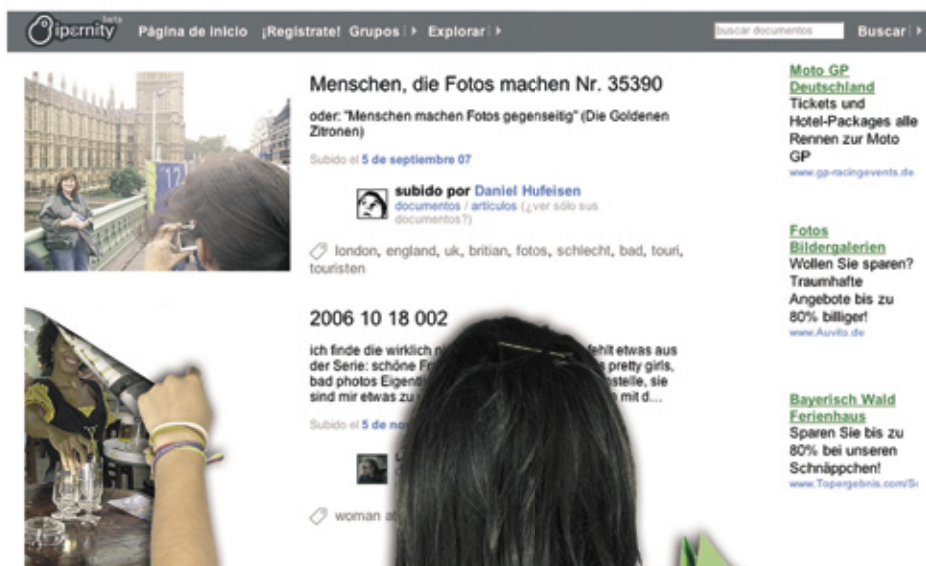 beta
ipernity
Página de inicio ¡Regístrate! Grupos Explorar
buscar documentos Buscar
Menschen, die Fotos machen Nr. 35390
oder: "Menschen machen Fotos gegenseitig" (Die Goldenen
Zitronen)
Subido el 5 de septiembre 07
subido por Daniel Hufeisen
documentos / artículos (¿ver sólo sus
documentos?)
london, england, uk, britian, fotos, schlecht, bad, touri,
touristen
12
2006 10 18 002
ich finde die wirklich fehlt etwas aus
der Serie: schöne pretty girls,
bad photos sie
sind mir etwas zu mit d...
Subido el 5 de
woman
Moto GP
Deutschland
Tickets und
Hotel-Packages alle
Rennen zur Moto
GP
www.gp-racingevents.de
Fotos
Bildergalerien
Wollen Sie sparen?
Traumhafte
Angebote bis zu
80% billiger!
www.Auvito.de
Bayerisch Wald
Ferienhaus
Sparen Sie bis zu
80% bei unseren
Schnäppchen!